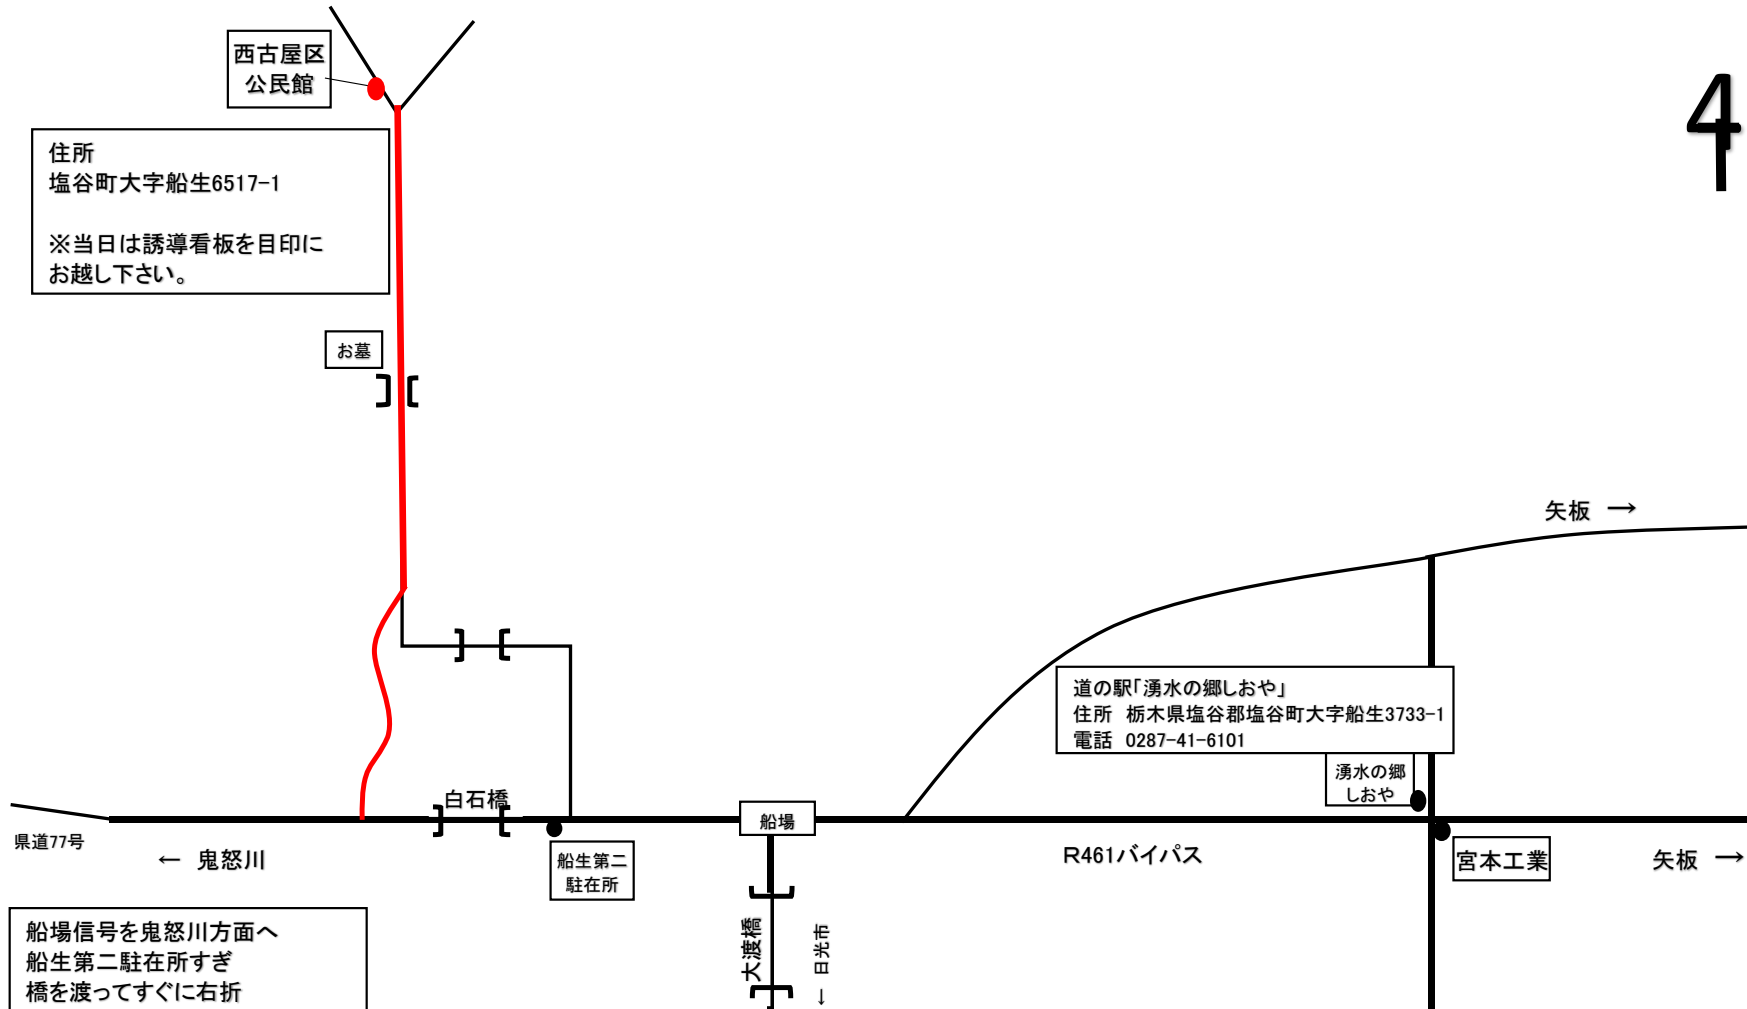 西古屋区
公民館
4
住所
塩谷町大字船生6517-1
※当日は誘導看板を目印に
お越し下さい。
お墓
矢板 →
道の駅「湧水の郷しおや」
住所 栃木県塩谷郡塩谷町大字船生3733-1
電話 0287-41-6101
湧水の郷
しおや
白石橋
船場
県道77号
← 鬼怒川
船生第二
駐在所
R461バイパス
宮本工業
矢板 →
大渡橋
← 日光市
船場信号を鬼怒川方面へ
船生第二駐在所すぎ
橋を渡ってすぐに右折